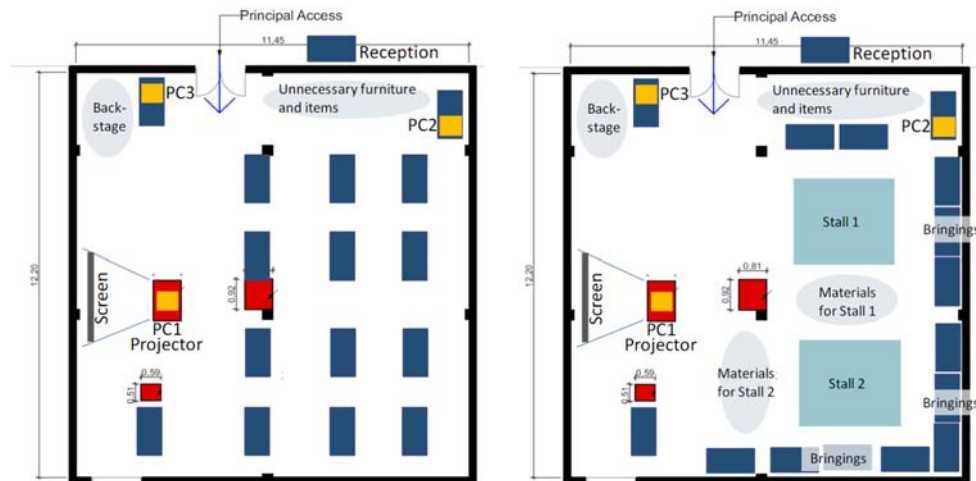 Principal Access
11,45
Reception
Back-
stage
PC3
Unnecessary furniture
and items
PC2
12,20
Screen
0,92
PC1
Projector
0,59
0,51
Principal Access
11,45
Reception
Back-
stage
PC3
Unnecessary furniture
and items
PC2
Stall 1
Bringings
12,20
Screen
0,81
0,92
Materials
for Stall 1
PC1
Projector
0,59
0,51
Materials
for Stall 2
Stall 2
Bringings
Bringings